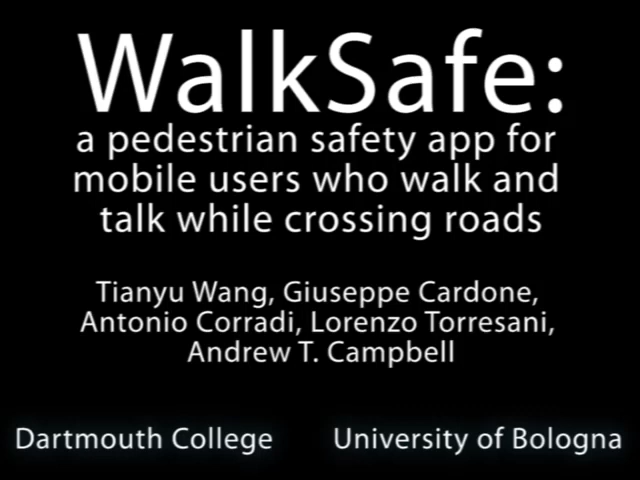 WalkSafe:
a pedestrian safety app for
mobile users who walk and
talk while crossing roads
Tianyu Wang, Giuseppe Cardone,
Antonio Corradi, Lorenzo Torresani,
Andrew T. Campbell
Dartmouth College University of Bologna